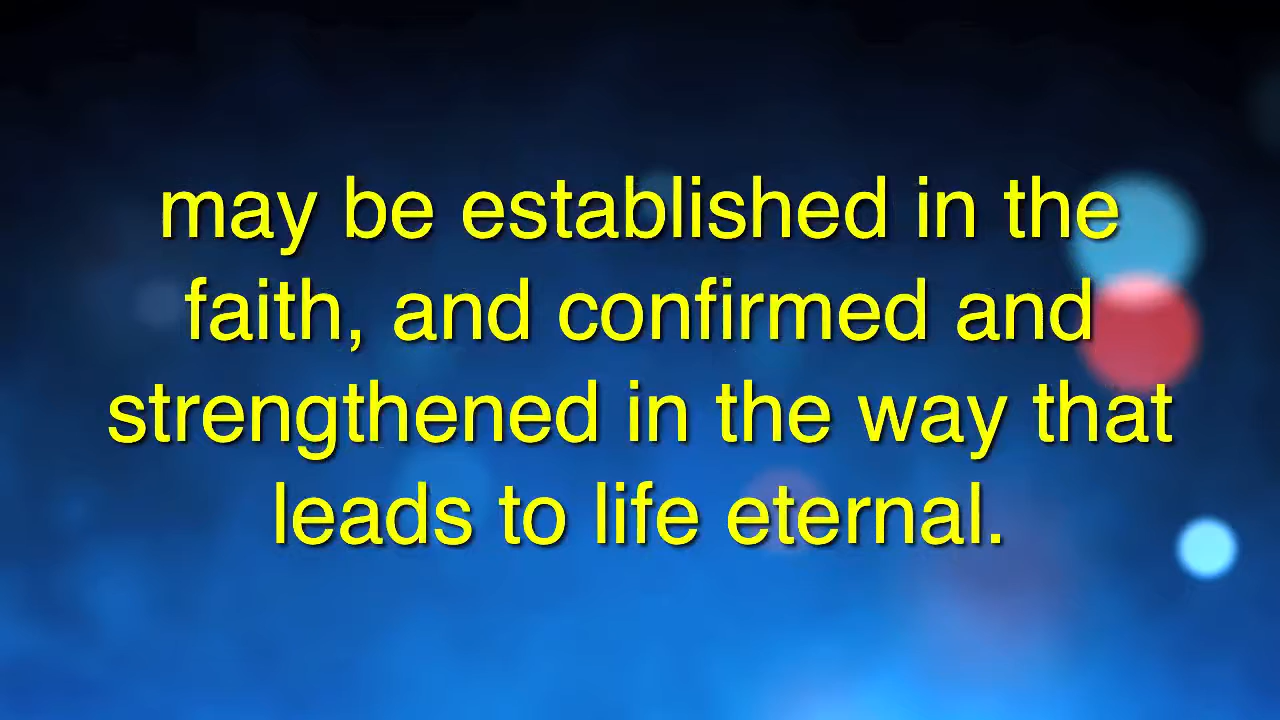 may be established in the
faith, and confirmed and
strengthened in the way that
leads to life eternal.